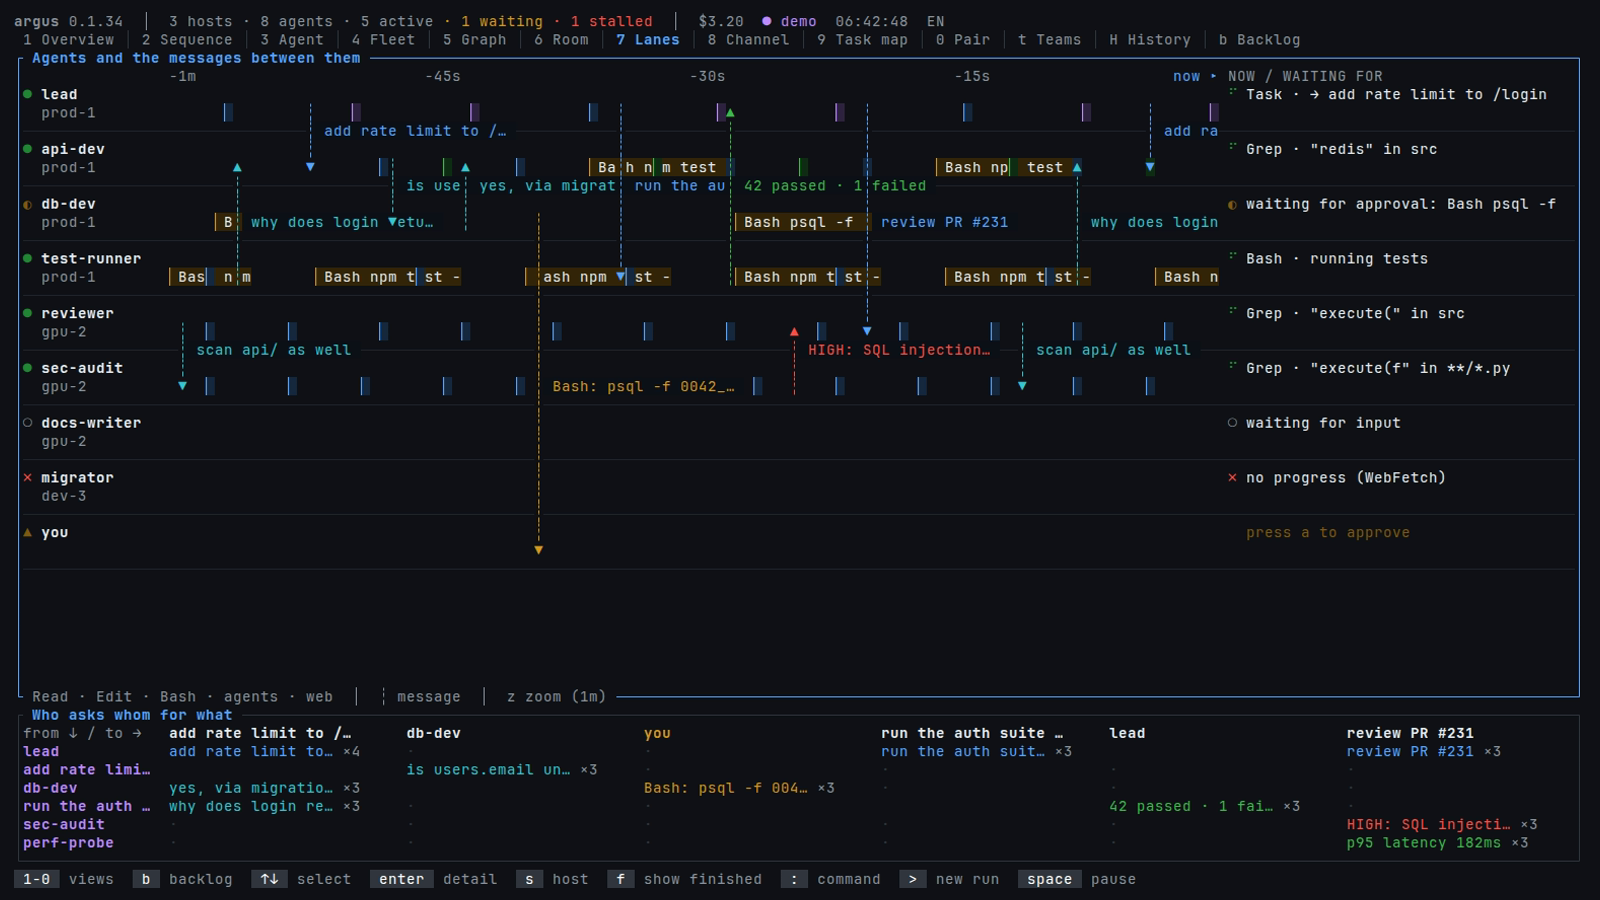 argus 0.1.34 │ 3 hosts · 8 agents · 5 active · 1 waiting · 1 stalled │ $3.20 ● demo 06:42:48 EN
1 Overview │ 2 Sequence │ 3 Agent │ 4 Fleet │ 5 Graph │ 6 Room │ 7 Lanes │ 8 Channel │ 9 Task map │ 0 Pair │ t Teams │ H History │ b Backlog
Agents and the messages between them
-1m -45s -30s -15s now ▸ NOW / WAITING FOR
● lead Task · → add rate limit to /login
prod-1
add rate limit to /… add ra
● api-dev Grep · "redis" in src
prod-1 Ba h n m test Bash np test
is use yes, via migrat run the au 42 passed · 1 failed
◐ db-dev ◐ waiting for approval: Bash psql -f
prod-1 B why does login ▼etu… Bash psql -f review PR #231 why does login
● test-runner Bash · running tests
prod-1 Bas n m Bash npm t st - ash npm ▼ st - Bash npm t st - Bash npm t st - Bash n
● reviewer Grep · "execute(" in src
gpu-2
scan api/ as well HIGH: SQL injection… scan api/ as well
● sec-audit Grep · "execute(f" in **/*.py
gpu-2 Bash: psql -f 0042_…
○ docs-writer ○ waiting for input
gpu-2
× migrator × no progress (WebFetch)
dev-3
▲ you press a to approve
Read · Edit · Bash · agents · web │ ┆ message │ z zoom (1m)
Who asks whom for what
from ↓ / to → add rate limit to /… db-dev you run the auth suite … lead review PR #231
lead add rate limit to… ×4 · · run the auth suit… ×3 review PR #231 ×3
add rate limi… is users.email un… ×3 · · · ·
db-dev yes, via migratio… ×3 Bash: psql -f 004… ×3 · · ·
run the auth … why does login re… ×3 · · 42 passed · 1 fai… ×3 ·
sec-audit · · · · · HIGH: SQL injecti… ×3
perf-probe · · · · · p95 latency 182ms ×3
1-0 views b backlog ↑↓ select enter detail s host f show finished : command > new run space pause